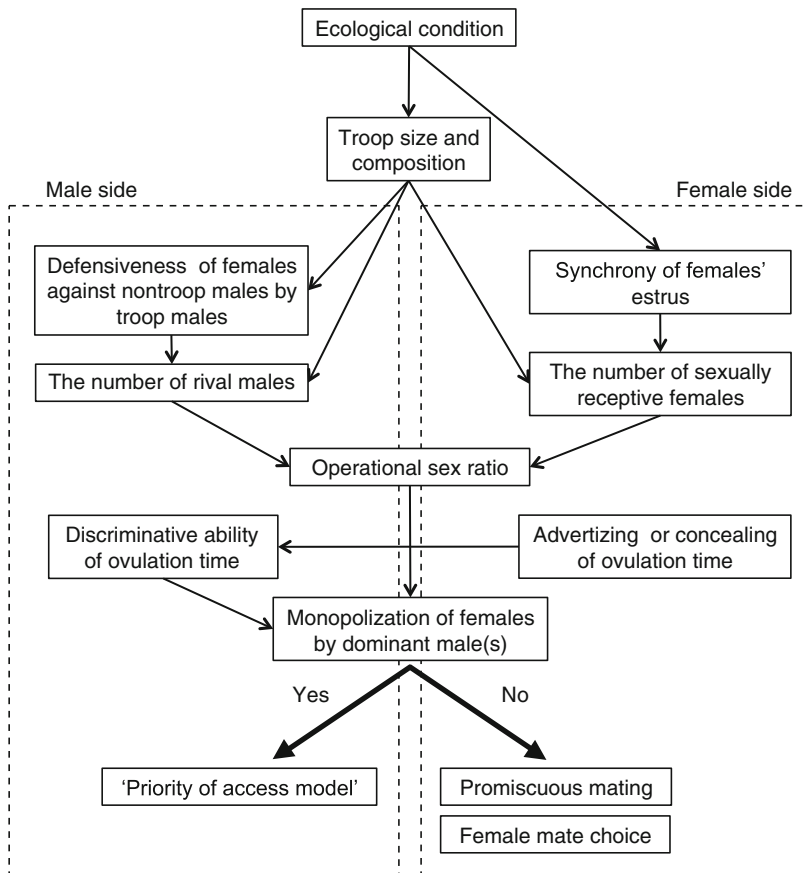 Ecological condition
Troop size and
composition
Male side
Female side
Defensiveness of females
against nontroop males by
troop males
Synchrony of females'
estrus
The number of rival males
The number of sexually
receptive females
Operational sex ratio
Discriminative ability
of ovulation time
Advertizing or concealing
of ovulation time
Monopolization of females
by dominant male(s)
Yes
No
‘Priority of access model’
Promiscuous mating
Female mate choice